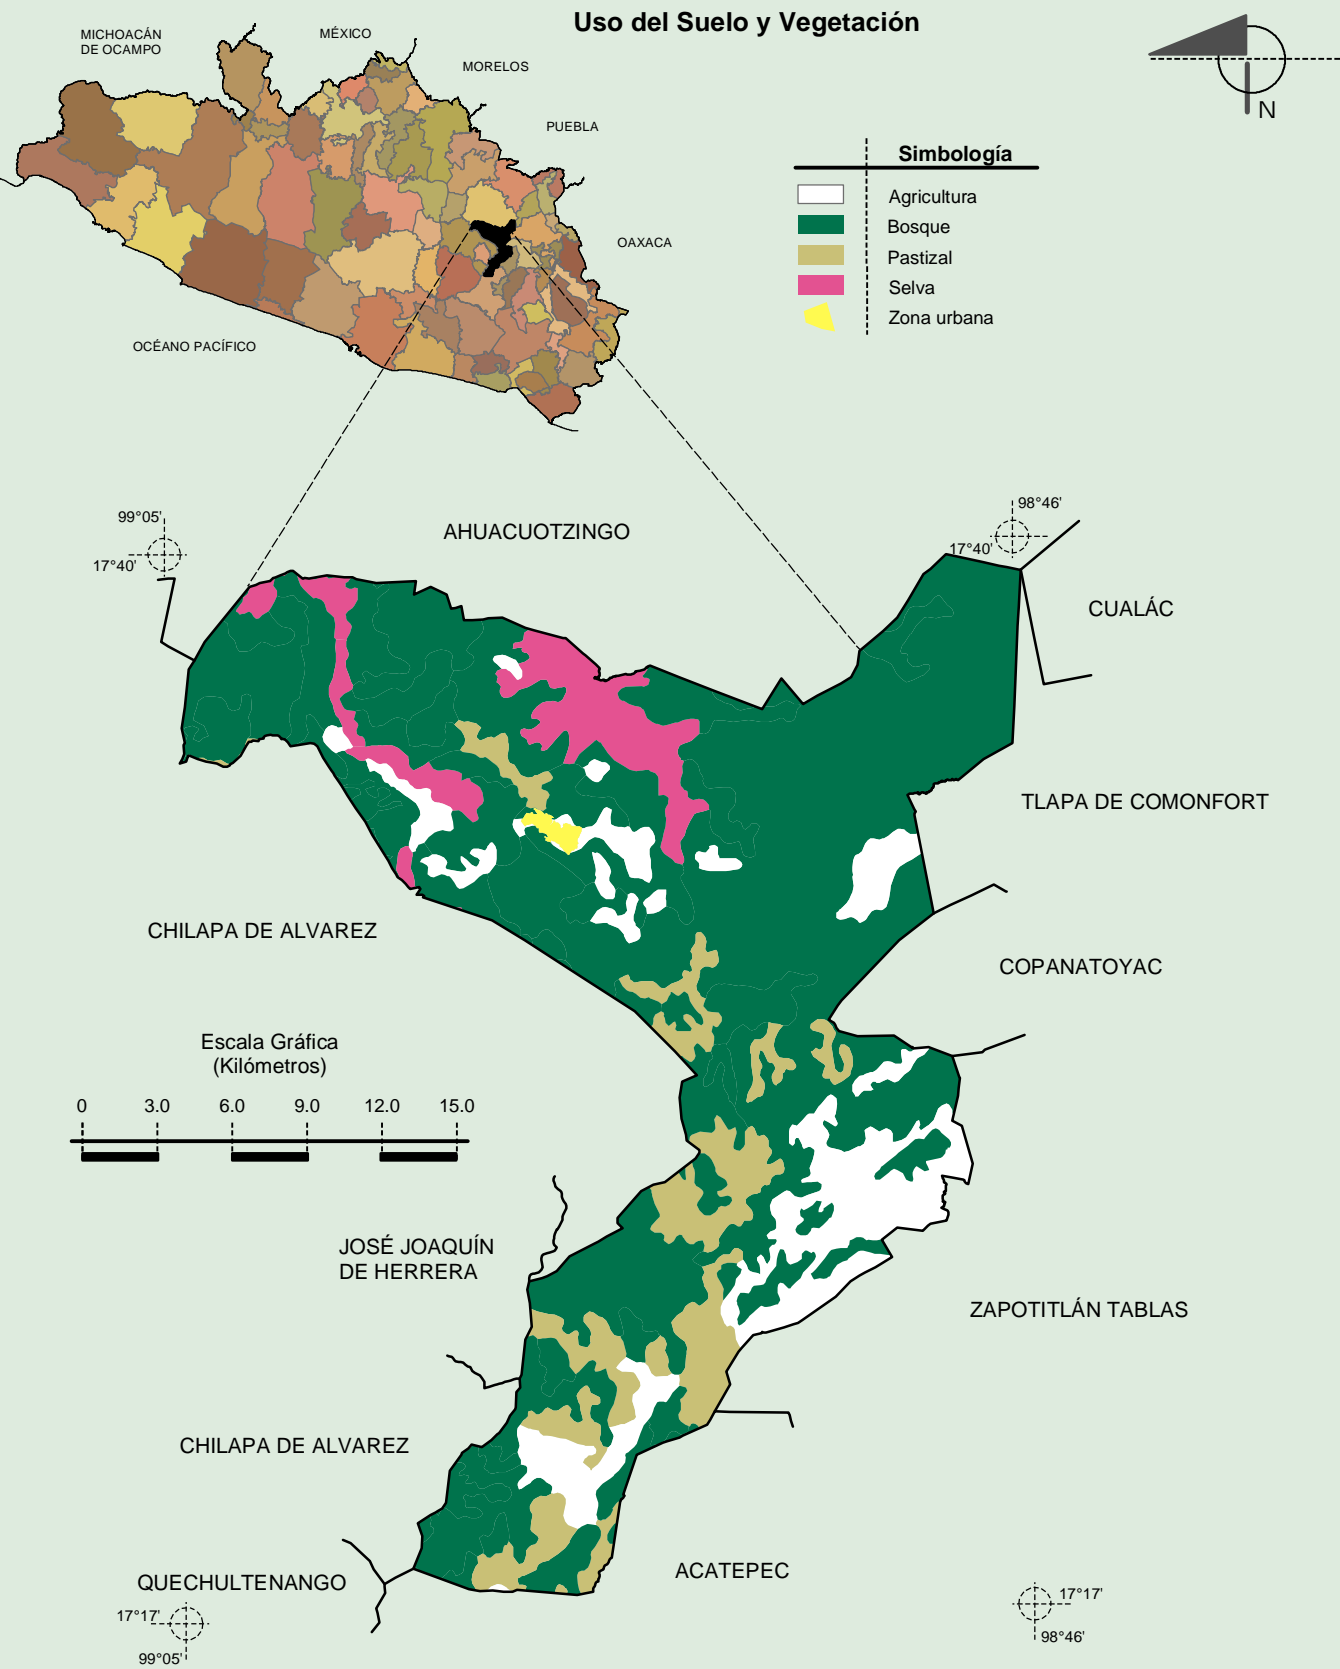 Uso del Suelo y Vegetación
MICHOACÁN
DE OCAMPO
MÉXICO
MORELOS
PUEBLA
OAXACA
OCÉANO PACÍFICO
N
Simbología
Agricultura
Bosque
Pastizal
Selva
Zona urbana
99°05'
17°40'
AHUACUOTZINGO
98°46'
17°40'
CUALÁC
TLAPA DE COMONFORT
CHILAPA DE ALVAREZ
COPANATOYAC
Escala Gráfica
(Kilómetros)
0 3.0 6.0 9.0 12.0 15.0
JOSÉ JOAQUÍN
DE HERRERA
ZAPOTITLÁN TABLAS
CHILAPA DE ALVAREZ
ACATEPEC
QUECHULTENANGO
17°17'
99°05'
17°17'
98°46'